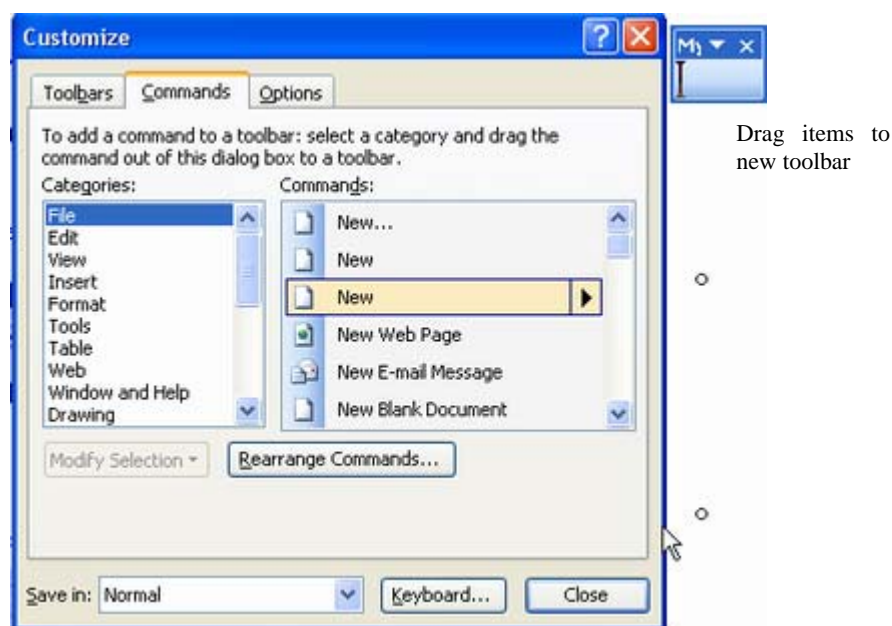 Customize
My
Toolbars Commands Options
Drag items to
new toolbar
To add a command to a toolbar: select a category and drag the
command out of this dialog box to a toolbar.
Categories: Commands:
File
Edit
View
Insert
Format
Tools
Table
Web
Window and Help
Drawing
New...
New
New
New Web Page
New E-mail Message
New Blank Document
Modify Selection
Rearrange Commands...
Save in: Normal
Keyboard...
Close